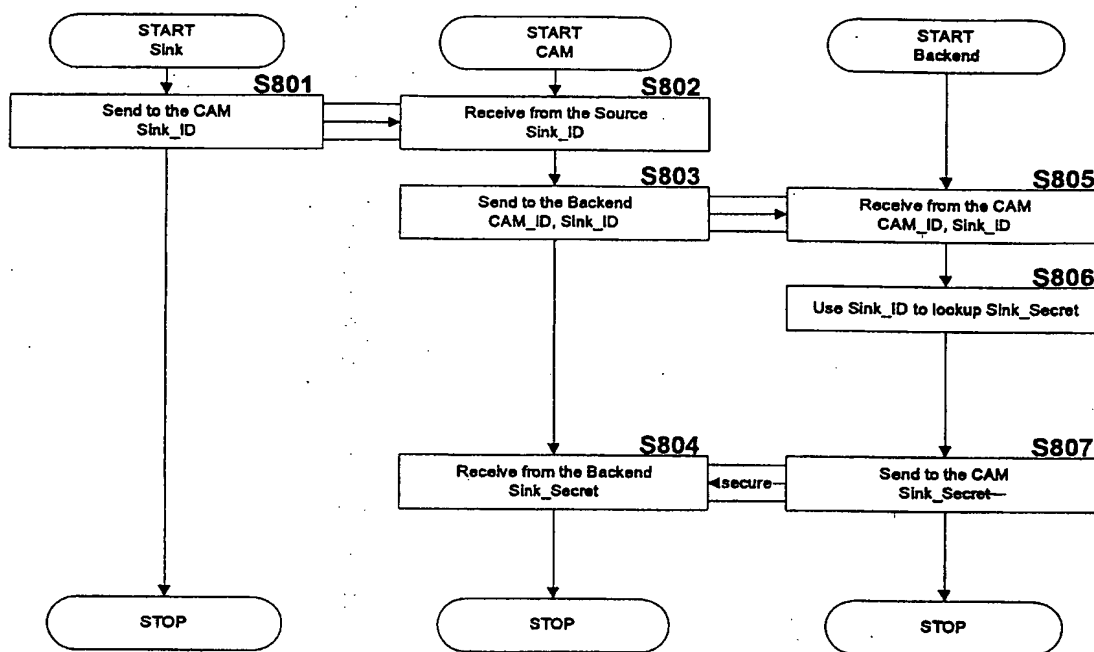 START
Sink
START
CAM
START
Backend
S801
Send to the CAM
Sink_ID
S802
Receive from the Source
Sink_ID
S803
Send to the Backend
CAM_ID, Sink_ID
S805
Receive from the CAM
CAM_ID, Sink_ID
S806
Use Sink_ID to lookup Sink_Secret
S804
Receive from the Backend
Sink_Secret
secure
S807
Send to the CAM
Sink_Secret
STOP
STOP
STOP